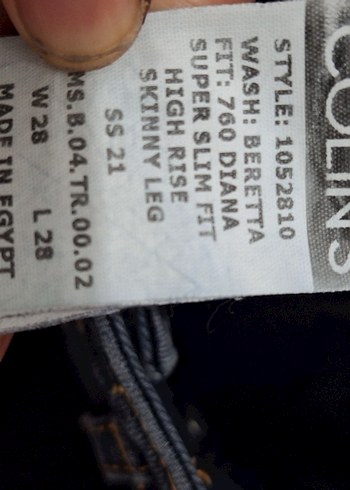 COLIN'S
STYLE: 1052810
WASH: BERETTA
FIT: 760 DIANA
SUPER SLIM FIT
HIGH RISE
SKINNY LEG
SS 21
MS.B.04.TR.00.02
W 28 L 28
MADE IN EGYPT